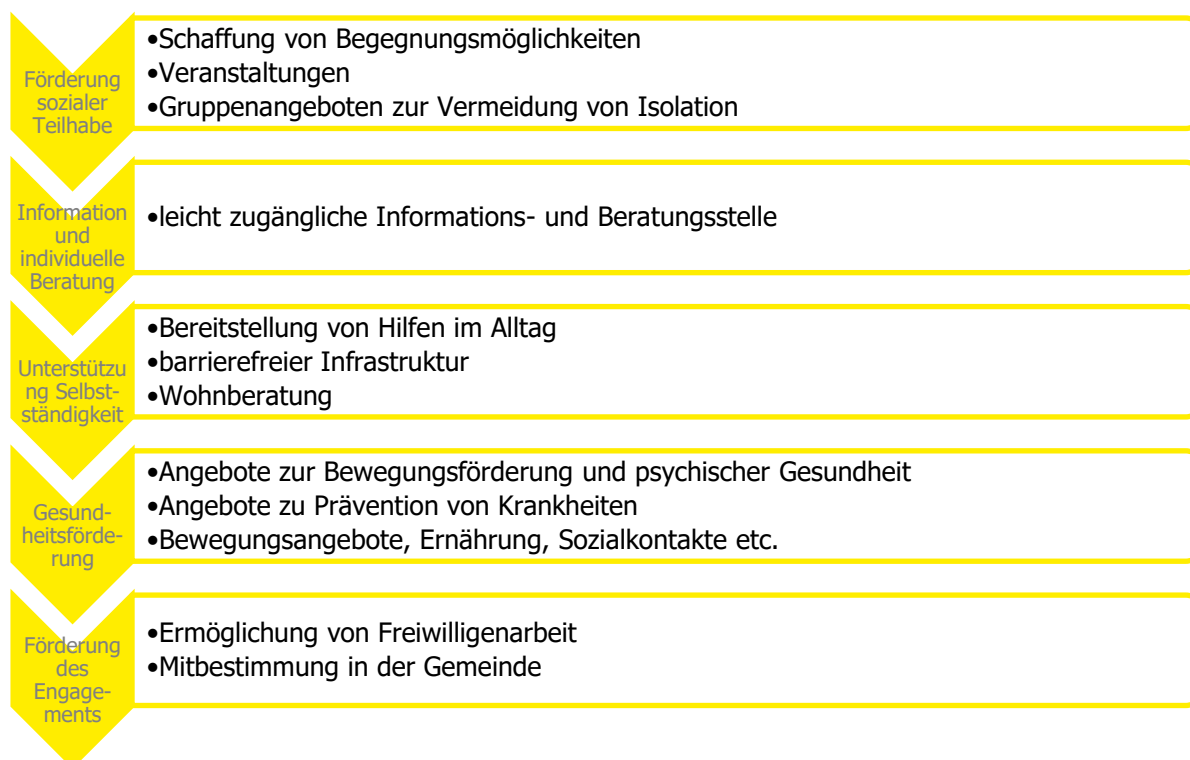 Förderung
sozialer
Teilhabe
•Schaffung von Begegnungsmöglichkeiten
•Veranstaltungen
•Gruppenangeboten zur Vermeidung von Isolation
Information
und
individuelle
Beratung
•leicht zugängliche Informations- und Beratungsstelle
Unterstützu
ng Selbst-
ständigkeit
•Bereitstellung von Hilfen im Alltag
•barrierefreier Infrastruktur
•Wohnberatung
Gesund-
heitsförde-
rung
•Angebote zur Bewegungsförderung und psychischer Gesundheit
•Angebote zu Prävention von Krankheiten
•Bewegungsangebote, Ernährung, Sozialkontakte etc.
Förderung
des
Engage-
ments
•Ermöglichung von Freiwilligenarbeit
•Mitbestimmung in der Gemeinde